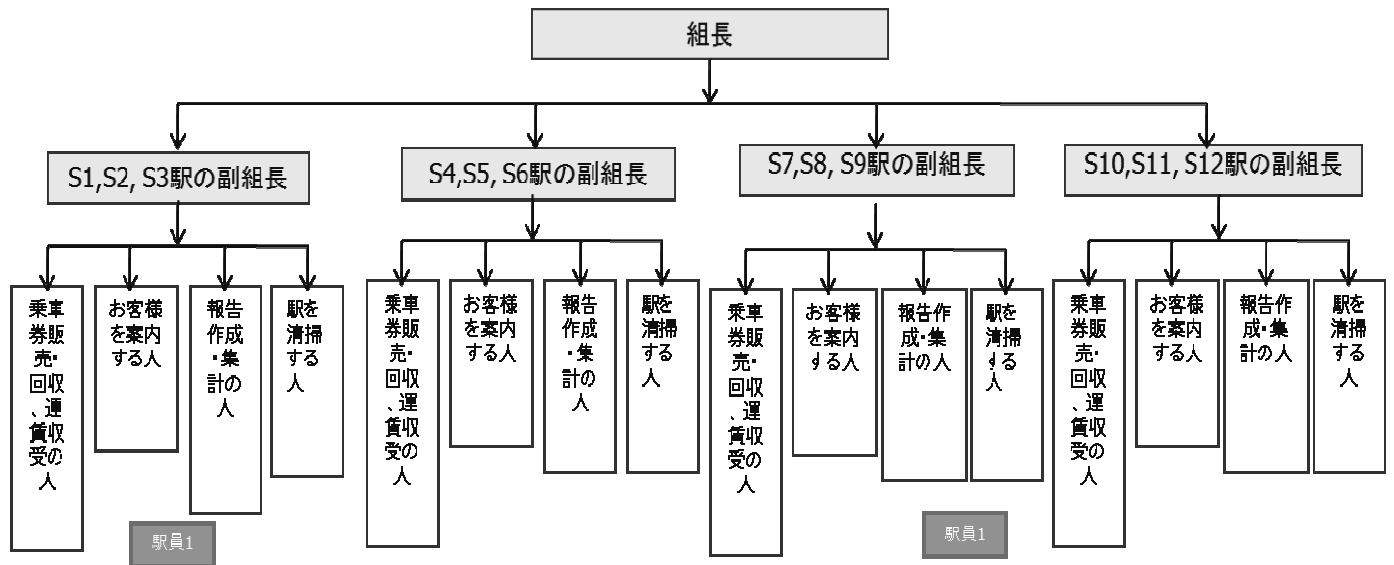 組長
S1,S2, S3駅の副組長
S4,S5, S6駅の副組長
S7,S8, S9駅の副組長
S10,S11, S12駅の副組長
乗車
券販
売・
回収
、運
賃収
受の
人
お客様
を案内
する人
報告
作成
・集
計の
人
駅を
清掃
する
人
乗車
券販
売・
回収
、運
賃収
受の
人
お客様
を案内
する人
報告
作成
・集
計の
人
駅を
清掃
する
人
乗車
券販
売・
回収
、運
賃収
受の
人
お客様
を案内
する人
報告作
成・集
計の人
駅を
清掃
する
人
乗車
券販
売・
回収
、運
賃収
受の
人
お客様
を案内
する人
報告作
成・集
計の人
駅を
清掃
する
人
駅員1
駅員1